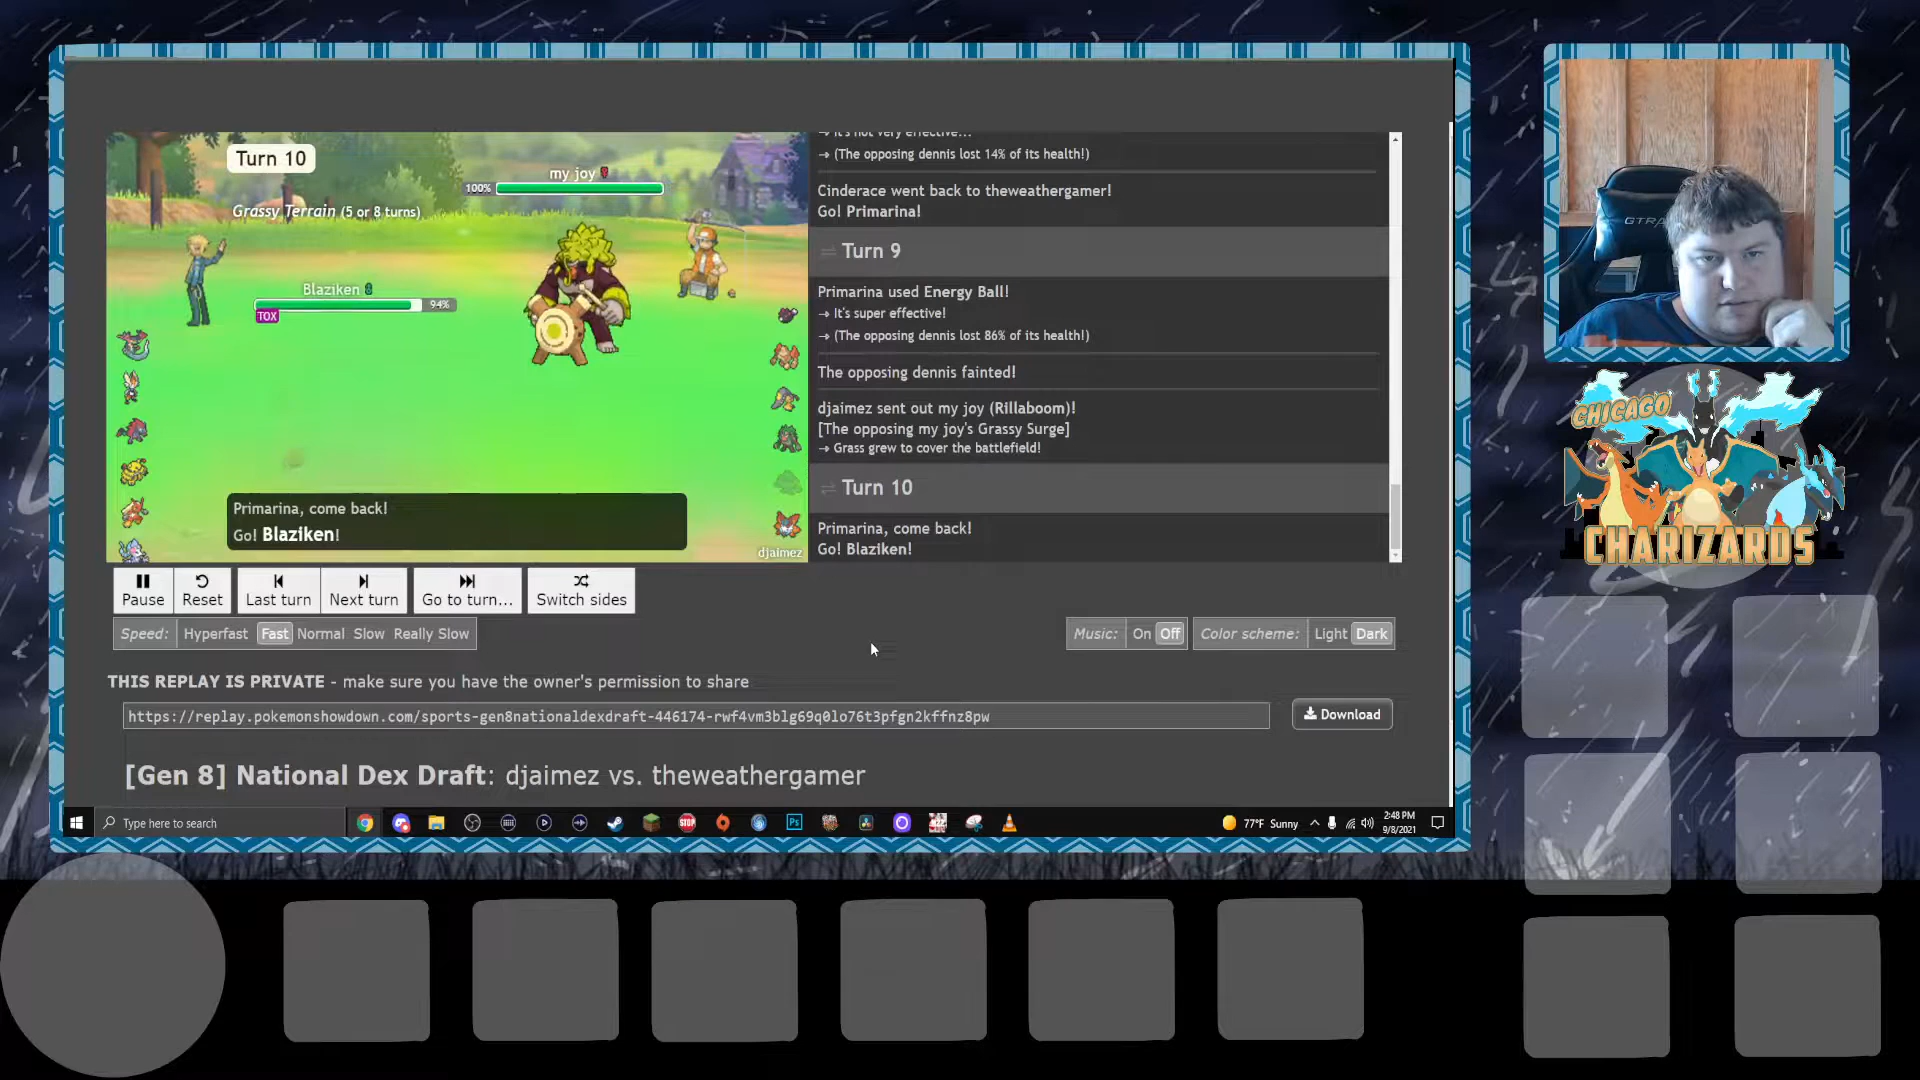 Turn 10
my joy
100%
Grassy Terrain (5 or 8 turns)
Blaziken
94%
TOX
Primarina, come back!
Go! Blaziken!
djaimez
→ It's not very effective...
→ (The opposing dennis lost 14% of its health!)
Cinderace went back to theweathergamer!
Go! Primarina!
Turn 9
Primarina used Energy Ball!
→ It's super effective!
→ (The opposing dennis lost 86% of its health!)
The opposing dennis fainted!
djaimez sent out my joy (Rillaboom)!
[The opposing my joy's Grassy Surge]
→ Grass grew to cover the battlefield!
Turn 10
Primarina, come back!
Go! Blaziken!
Pause Reset Last turn Next turn Go to turn... Switch sides
Speed: Hyperfast Fast Normal Slow Really Slow
Music: On Off Color scheme: Light Dark
THIS REPLAY IS PRIVATE - make sure you have the owner's permission to share
https://replay.pokemonshowdown.com/sports-gen8nationaldexdraft-446174-rwf4vm3blg69q0lo76t3pfgn2kffnz8pw
Download
[Gen 8] National Dex Draft: djaimez vs. theweathergamer
Type here to search
STOP
Ps
77°F Sunny
2:48 PM
9/8/2021
GTRA
CHICAGO
CHARIZARDS